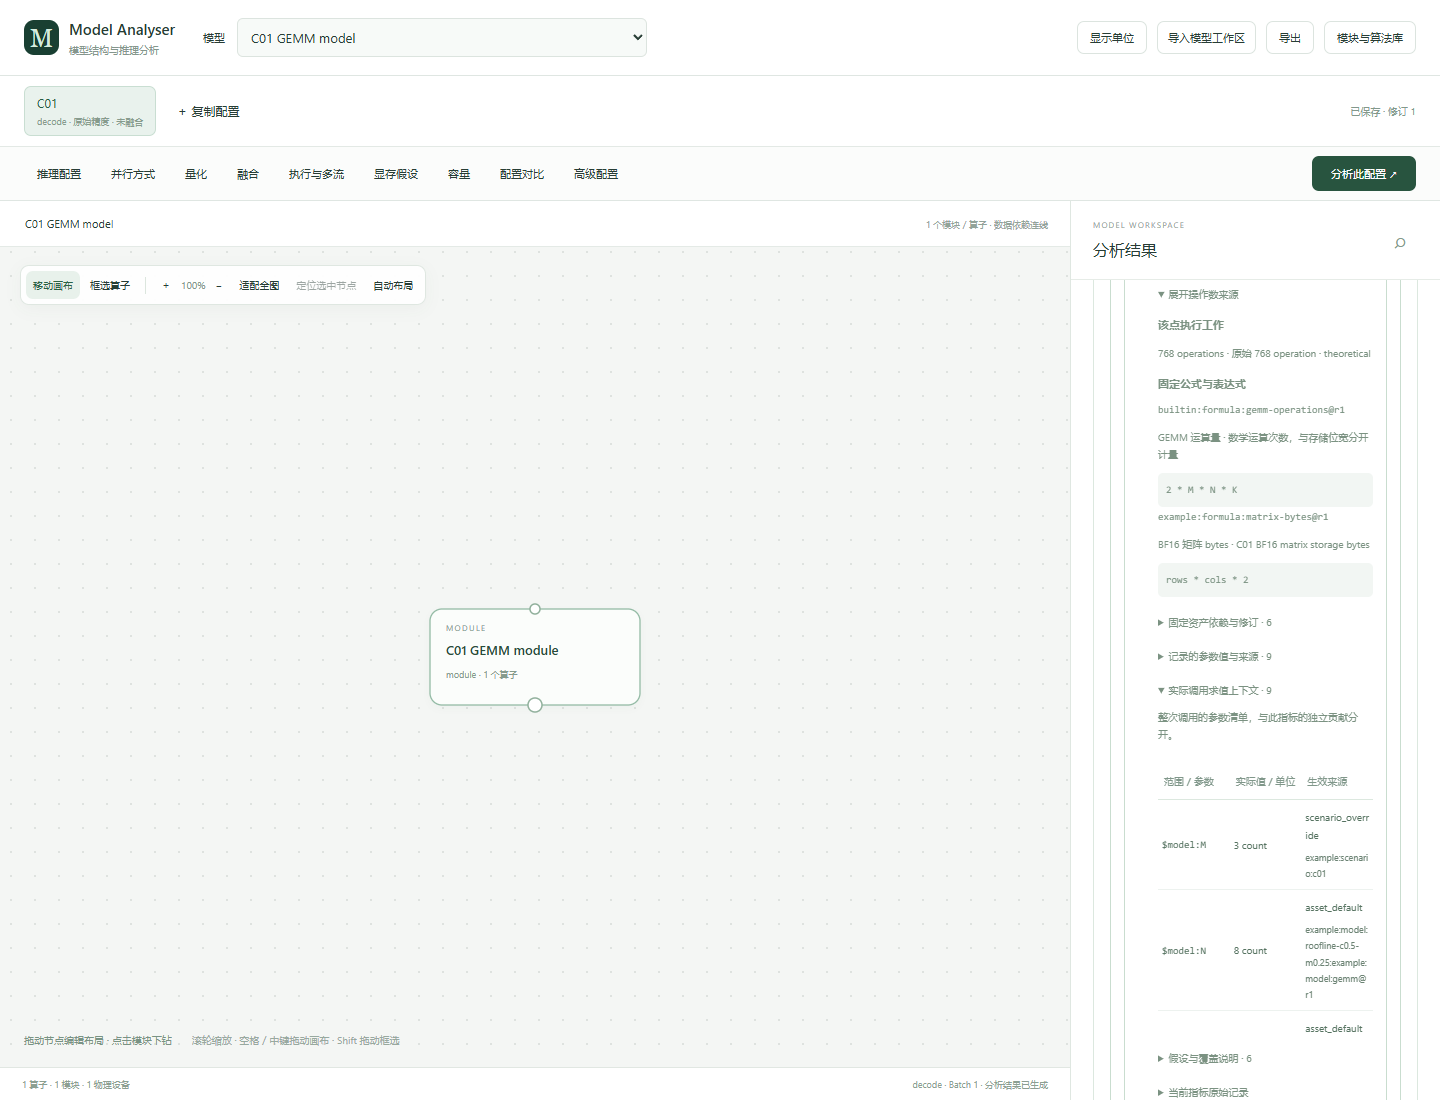 M
Model Analyser
模型结构与推理分析
模型
C01 GEMM model
显示单位
导入模型工作区
导出
模块与算法库
C01
decode · 原始精度 · 未融合
+ 复制配置
已保存 · 修订 1
推理配置
并行方式
量化
融合
执行与多流
显存假设
容量
配置对比
高级配置
分析此配置 ↗
C01 GEMM model
1 个模块 / 算子 · 数据依赖连线
移动画布
框选算子
+
100%
−
适配全图
定位选中节点
自动布局
MODULE
C01 GEMM module
module · 1 个算子
拖动节点编辑布局 · 点击模块下钻
滚轮缩放 · 空格 / 中键拖动画布 · Shift 拖动框选
1 算子 · 1 模块 · 1 物理设备
decode · Batch 1 · 分析结果已生成
MODEL WORKSPACE
分析结果
▼ 展开操作数来源
该点执行工作
768 operations · 原始 768 operation · theoretical
固定公式与表达式
builtin:formula:gemm-operations@r1
GEMM 运算量 · 数学运算次数，与存储位宽分开
计量
2 * M * N * K
example:formula:matrix-bytes@r1
BF16 矩阵 bytes · C01 BF16 matrix storage bytes
rows * cols * 2
▶ 固定资产依赖与修订 · 6
▶ 记录的参数值与来源 · 9
▼ 实际调用求值上下文 · 9
整次调用的参数清单，与此指标的独立贡献分
开。
范围 / 参数
实际值 / 单位
生效来源
$model:M
3 count
scenario_overr
ide
example:scenari
o:c01
$model:N
8 count
asset_default
example:model:
roofline-c0.5-
m0.25:example:
model:gemm@
r1
asset_default
▶ 假设与覆盖说明 · 6
▶ 当前指标原始记录